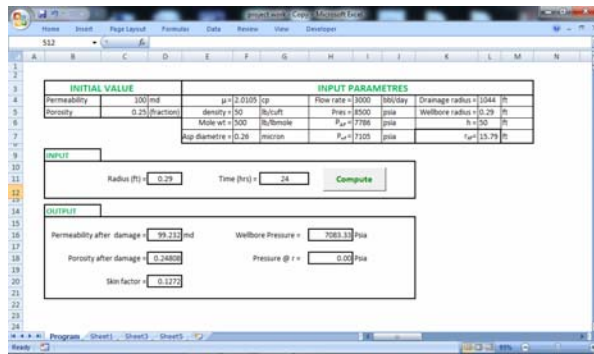 project work - Copy - Microsoft Excel
Home Insert Page Layout Formulas Data Review View Developer
S12 fx
A B C D E F G H I J K L M N
INITIAL VALUE INPUT PARAMETRES
Permeability 100 md μ = 2.0105 cp Flow rate = 3000 bbl/day Drainage radius = 1044 ft
Porosity 0.25 (fraction) density = 50 lb/cuft Pres = 8500 psia Wellbore radius = 0.29 ft
Mole wt = 500 lb/lbmole 7786 psia h = 50 ft
Asp diametre = 0.26 micron 7105 psia 15.79 ft
INPUT
Radius (ft) = 0.29 Time (hrs) = 24 Compute
OUTPUT
Permeability after damage = 99.232 md Wellbore Pressure = 7083.33 Psia
Porosity after damage = 0.24808 Pressure @ r = 0.00 Psia
Skin factor = 0.1272
Program Sheet1 Sheet3 Sheet5
Ready 95%